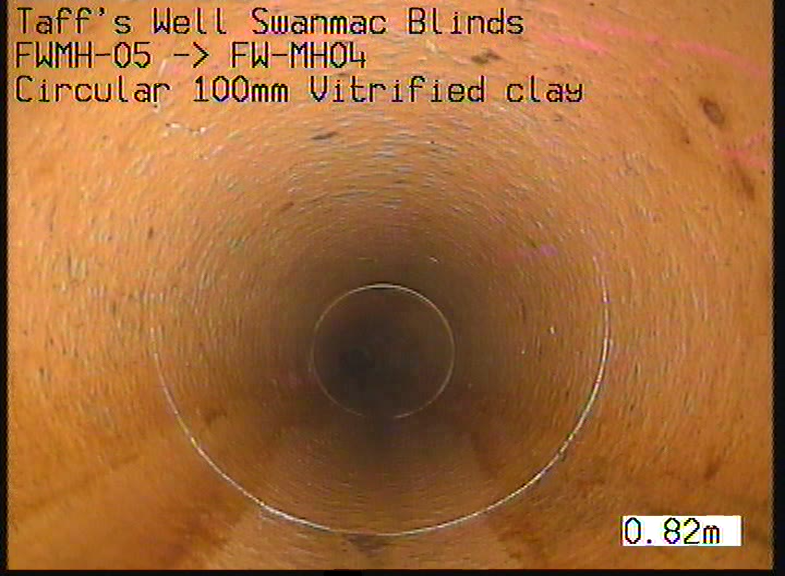 Taff's Well Swanmac Blinds
FWMH-05 -> FW-MH04
Circular 100mm Vitrified clay
0.82m